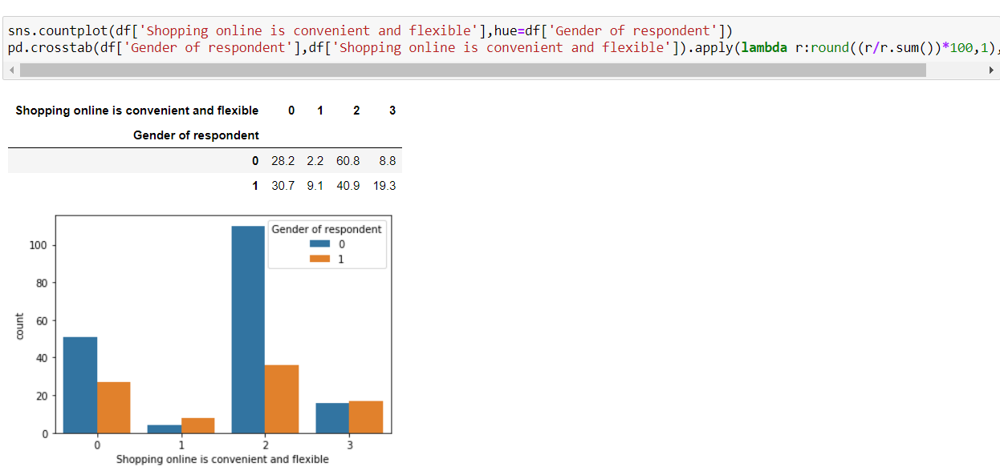 sns.countplot(df['Shopping online is convenient and flexible'],hue=df['Gender of respondent'])
pd.crosstab(df['Gender of respondent'],df['Shopping online is convenient and flexible']).apply(lambda r:round((r/r.sum())*100,1),
Shopping online is convenient and flexible 0 1 2 3
Gender of respondent
0 28.2 2.2 60.8 8.8
1 30.7 9.1 40.9 19.3
Gender of respondent
0
1
100
80
60
40
20
0
count
0 1 2 3
Shopping online is convenient and flexible